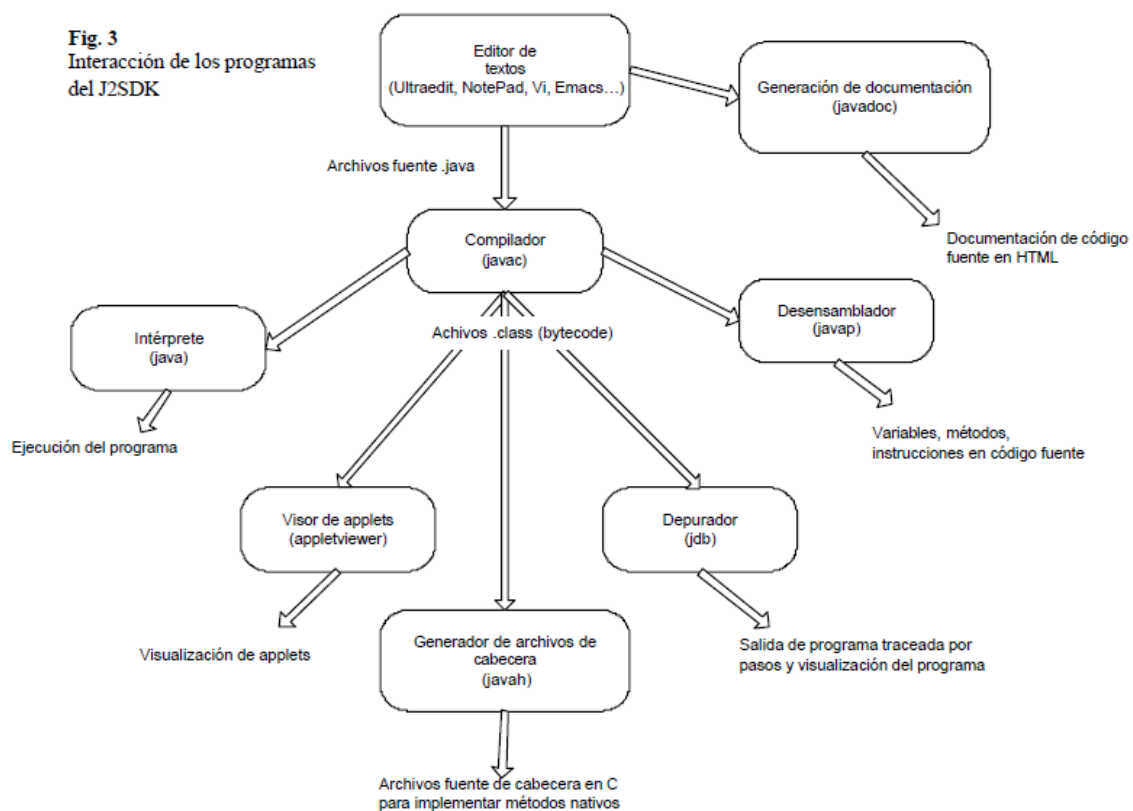 Fig. 3
Interacción de los programas
del J2SDK
Editor de
textos
(Ultraedit, NotePad, Vi, Emacs…)
Generación de documentación
(javadoc)
Archivos fuente .java
Documentación de código
fuente en HTML
Compilador
(javac)
Intérprete
(java)
Achivos .class (bytecode)
Desensamblador
(javap)
Ejecución del programa
Variables, métodos,
instrucciones en código fuente
Visor de applets
(appletviewer)
Depurador
(jdb)
Visualización de applets
Generador de archivos de
cabecera
(javah)
Salida de programa traceada por
pasos y visualización del programa
Archivos fuente de cabecera en C
para implementar métodos nativos